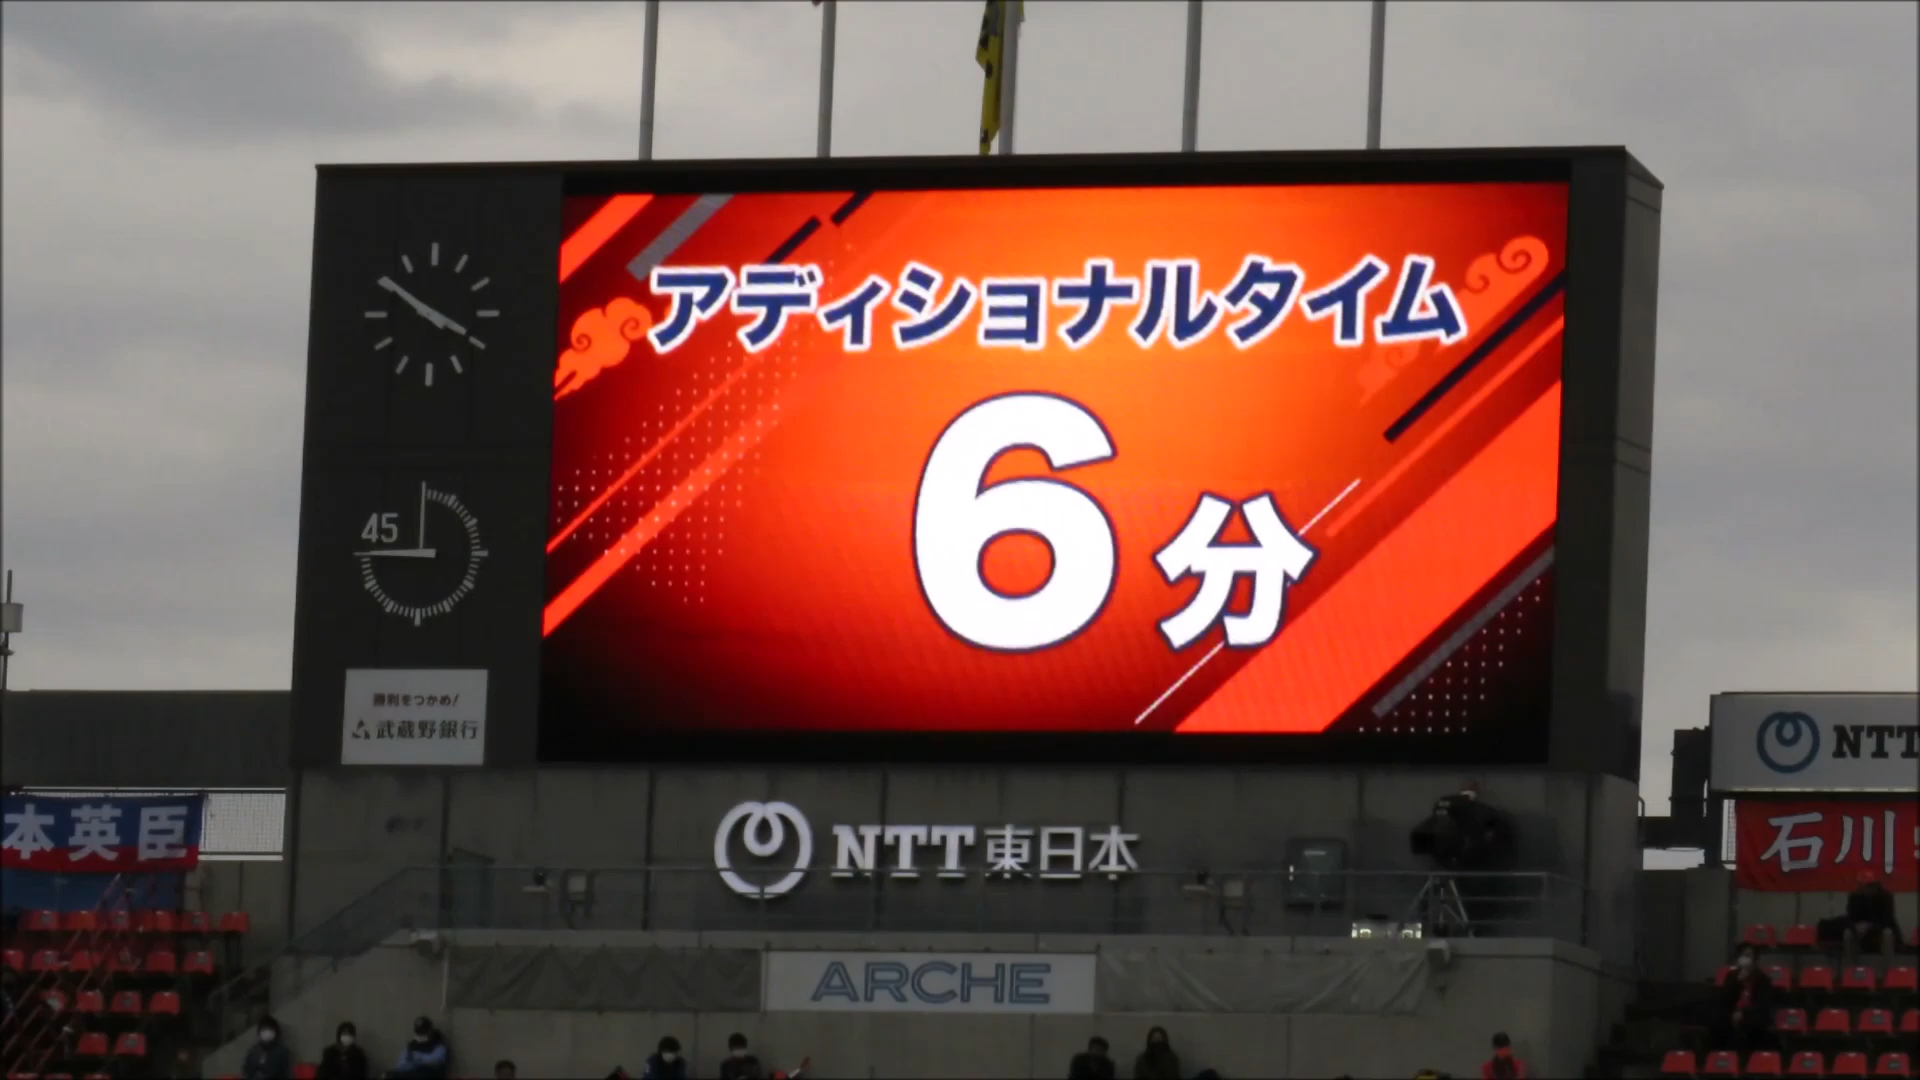 アディショナルタイム
6分
45
勝利をつかめ!
武蔵野銀行
NTT
本英臣
石川
NTT東日本
ARCHE